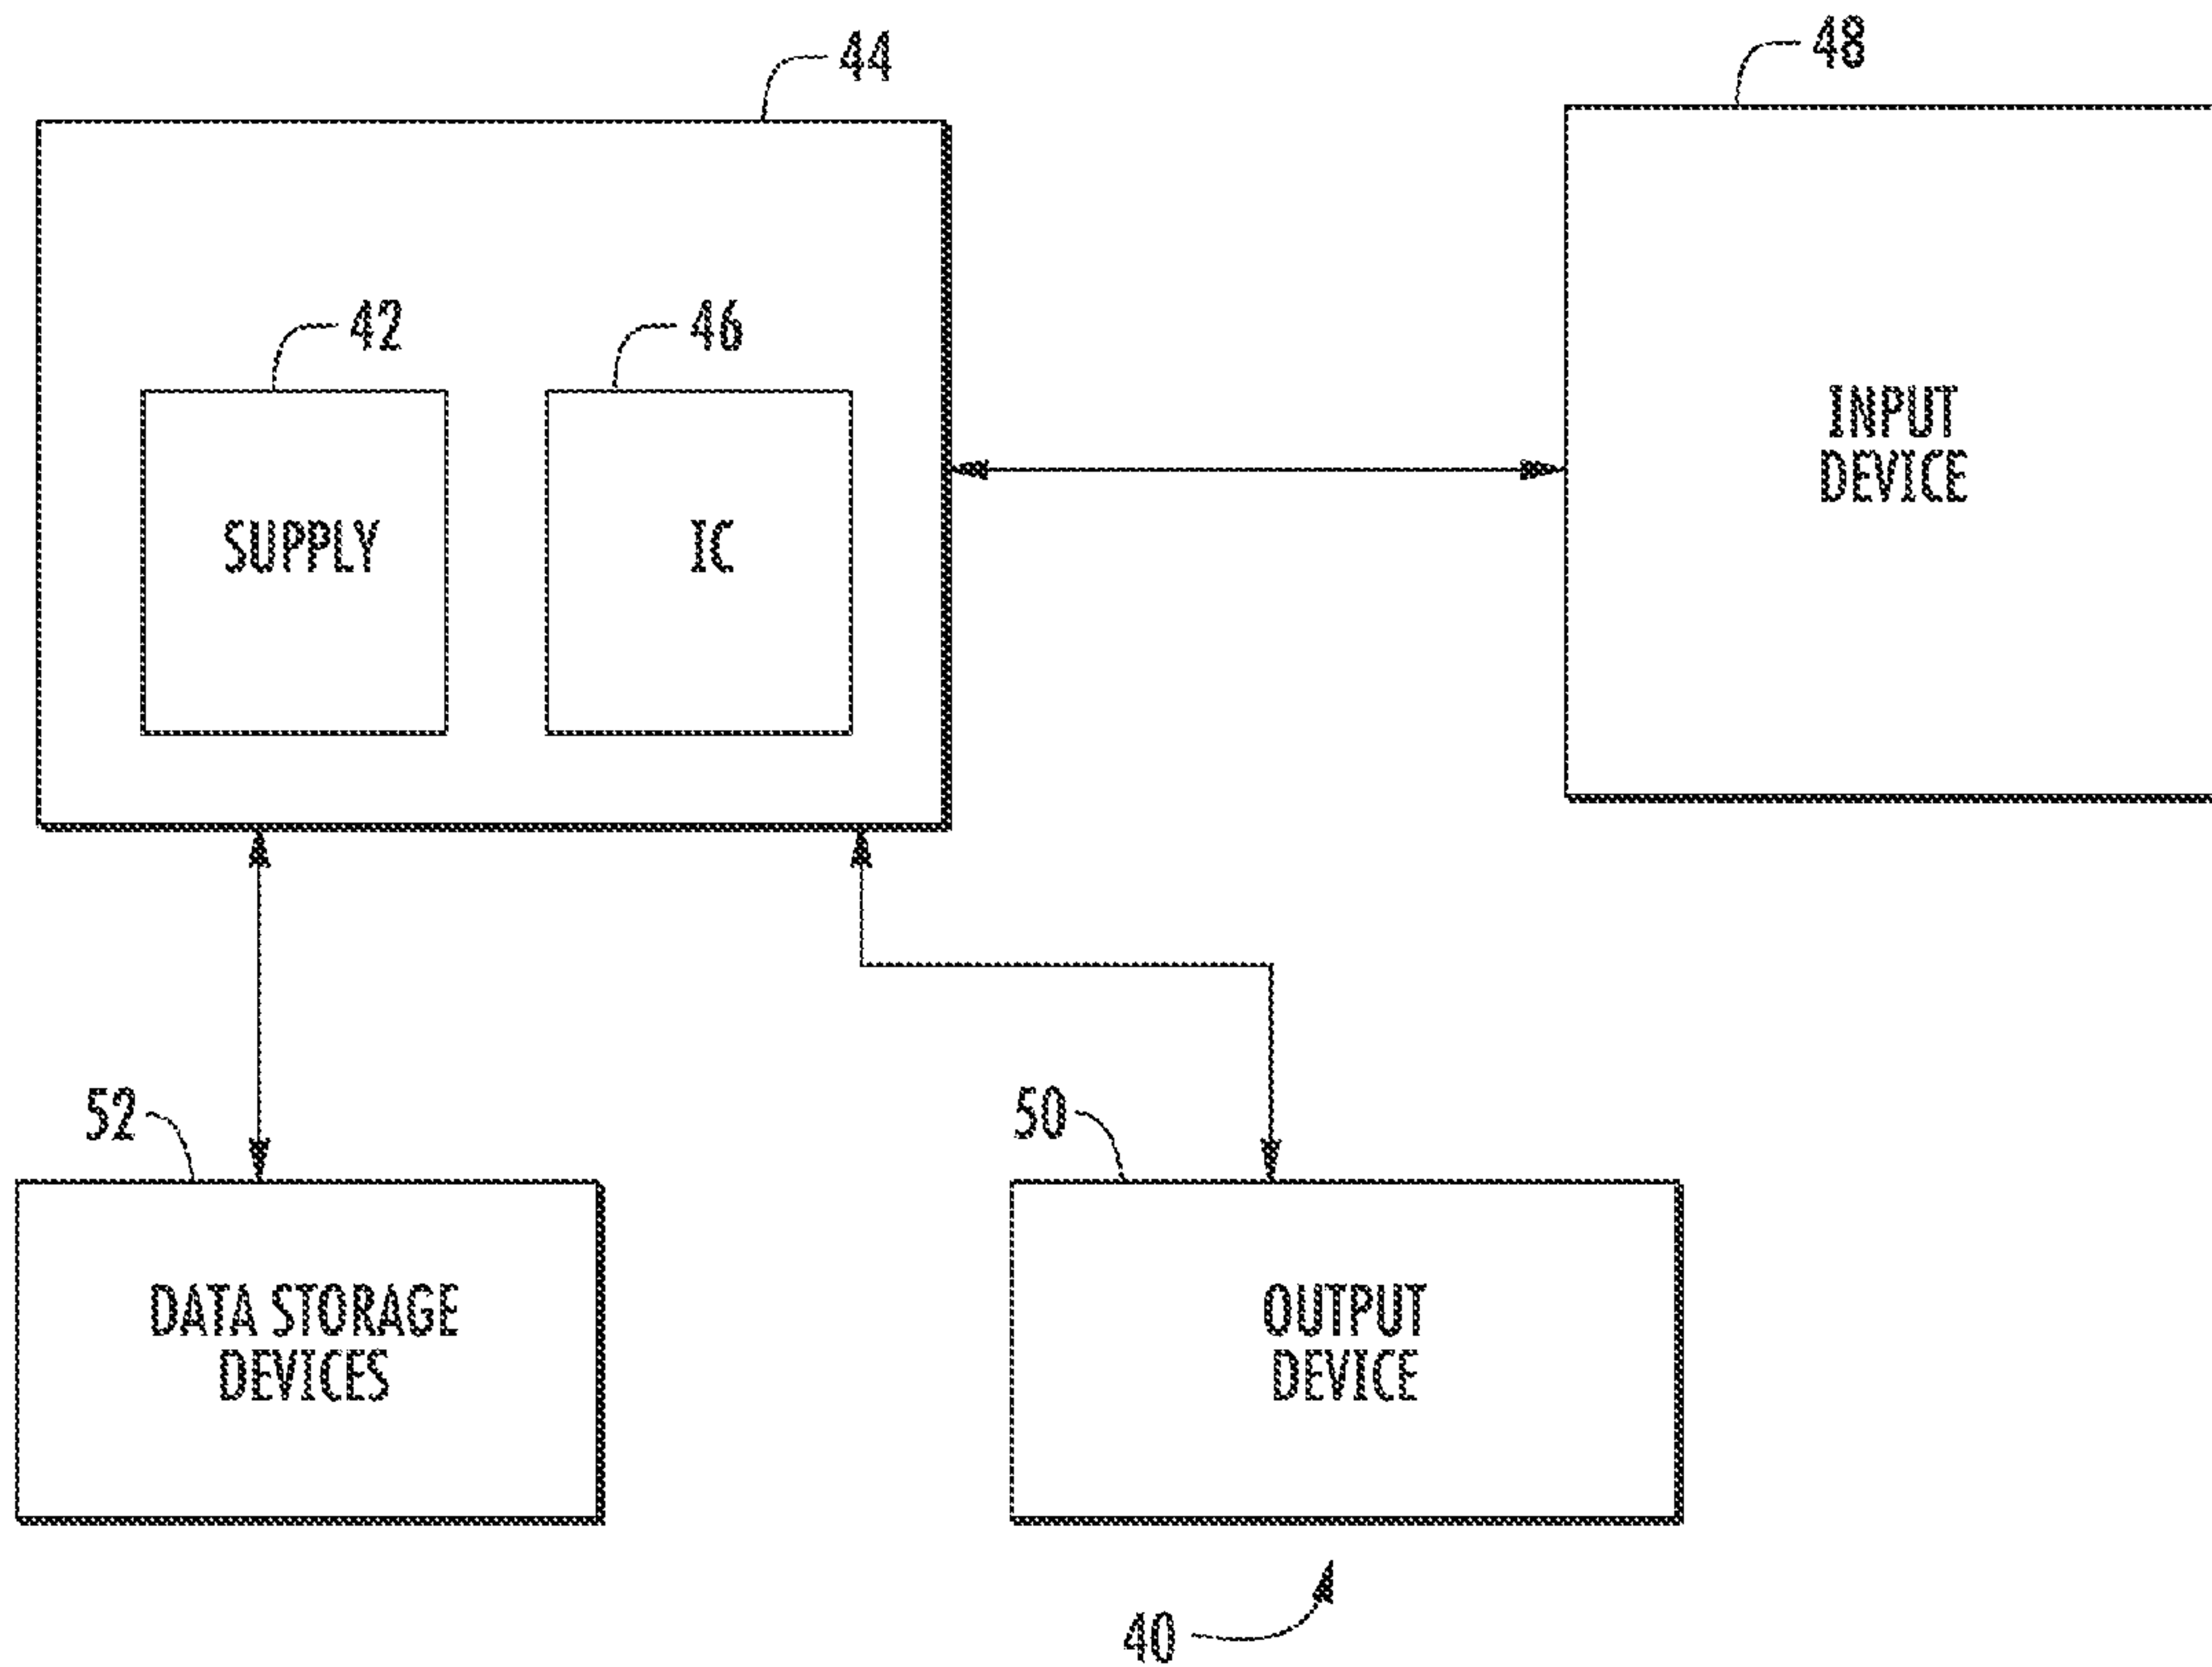 44
48
42
46
SUPPLY
IC
INPUT
DEVICE
52
50
DATA STORAGE
DEVICES
OUTPUT
DEVICE
40